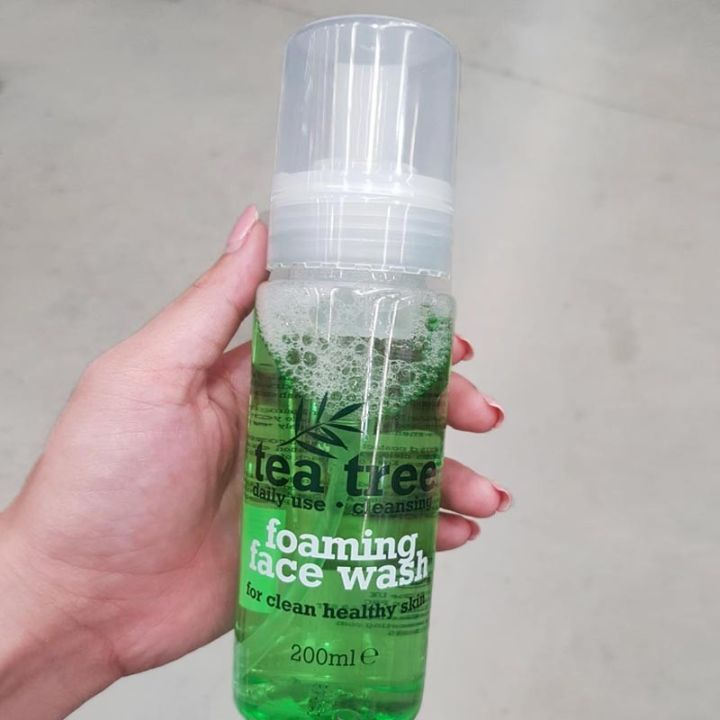 tea tree
daily use • cleansing
foaming
face wash
for clean healthy skin
200ml ℮